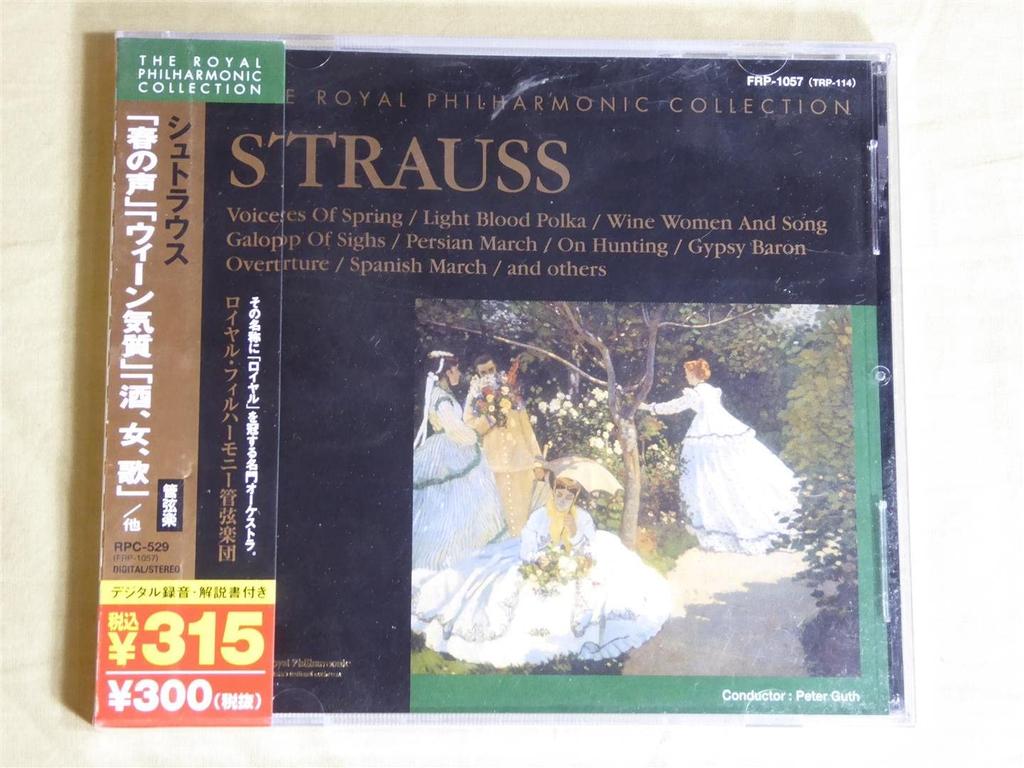 THE ROYAL
PHILHARMONIC
COLLECTION
シュトラウス
「春の声」「ウィーン気質」「酒、女、歌」／他
管弦楽
RPC-529
(FRP-1057)
DIGITAL/STEREO
その名称に「ロイヤル」を冠する名門オーケストラ。
ロイヤル・フィルハーモニー管弦楽団
デジタル録音・解説書付き
税込
¥315
¥300(税抜)
FRP-1057 (TRP-114)
E ROYAL PHILHARMONIC COLLECTION
STRAUSS
Voices Of Spring / Light Blood Polka / Wine Women And Song
Galopp Of Sighs / Persian March / On Hunting / Gypsy Baron
Overture / Spanish March / and others
Royal Philharmonic
Conductor : Peter Guth